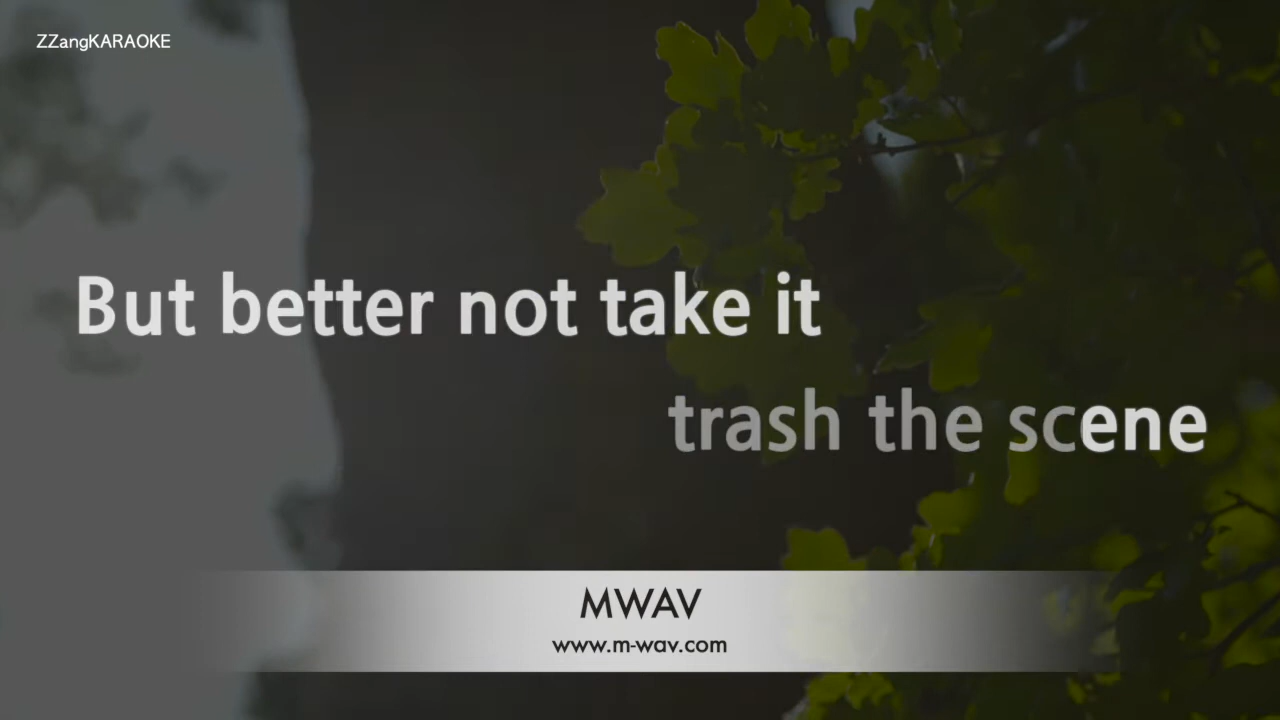 ZZangKARAOKE
But better not take it
trash the scene
MWAV
www.m-wav.com